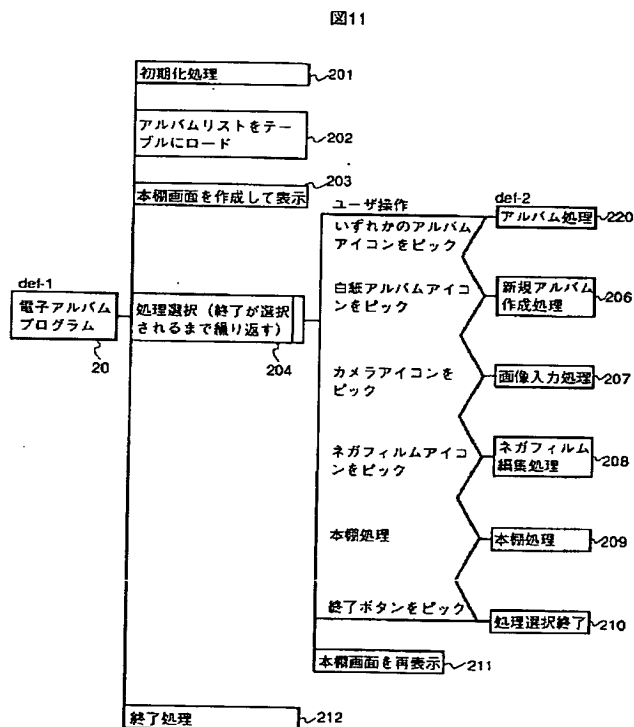 図11
初期化処理
201
アルバムリストをテー
ブルにロード
202
203
本棚画面を作成して表示
def-1
電子アルバム
プログラム
20
処理選択（終了が選択
されるまで繰り返す）
204
ユーザ操作
いずれかのアルバム
アイコンをピック
def-2
アルバム処理
220
白紙アルバムアイコ
ンをピック
新規アルバム
作成処理
206
カメラアイコンを
ピック
画像入力処理
207
ネガフィルムアイコ
ンをピック
ネガフィルム
編集処理
208
本棚処理
本棚処理
209
終了ボタンをピック
処理選択終了
210
本棚画面を再表示
211
終了処理
212